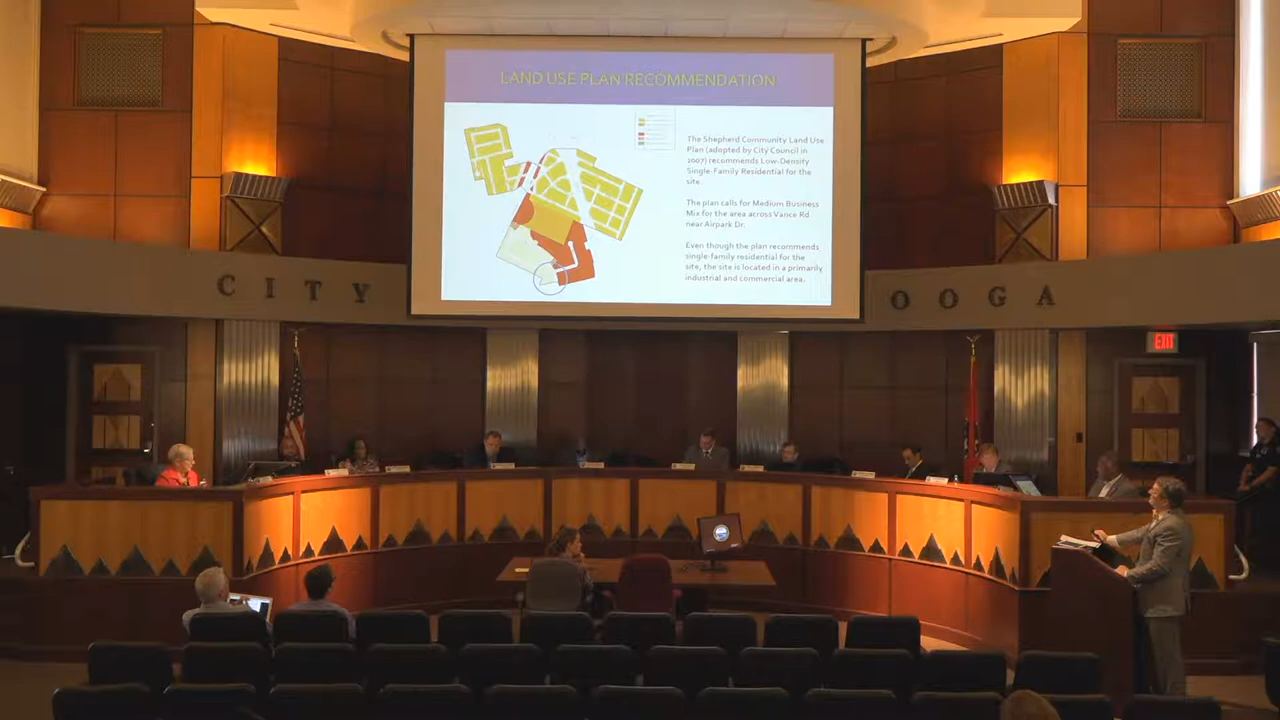 LAND USE PLAN RECOMMENDATION
The Shepherd Community Land Use
Plan (adopted by City Council in
2007) recommends Low-Density
Single-Family Residential for the
site.
The plan calls for Medium Business
Mix for the area across Vance Rd
near Airpark Dr.
Even though the plan recommends
single-family residential for the
site, the site is located in a primarily
industrial and commercial area.
CITY
OOGA
EXIT